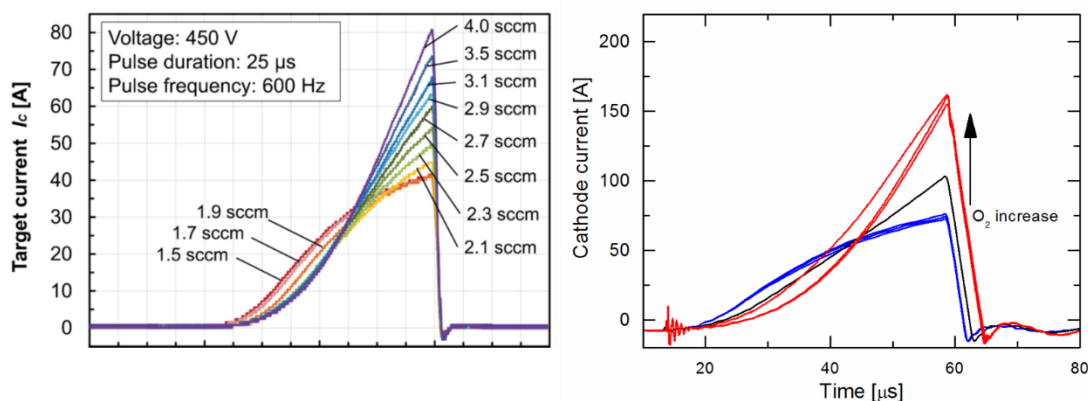 Voltage: 450 V
Pulse duration: 25 µs
Pulse frequency: 600 Hz
Target current Ic [A]
80
70
60
50
40
30
20
10
0
4.0 sccm
3.5 sccm
3.1 sccm
2.9 sccm
2.7 sccm
2.5 sccm
2.3 sccm
2.1 sccm
1.9 sccm
1.7 sccm
1.5 sccm
Cathode current [A]
200
150
100
50
0
O2 increase
20
40
60
80
Time [µs]